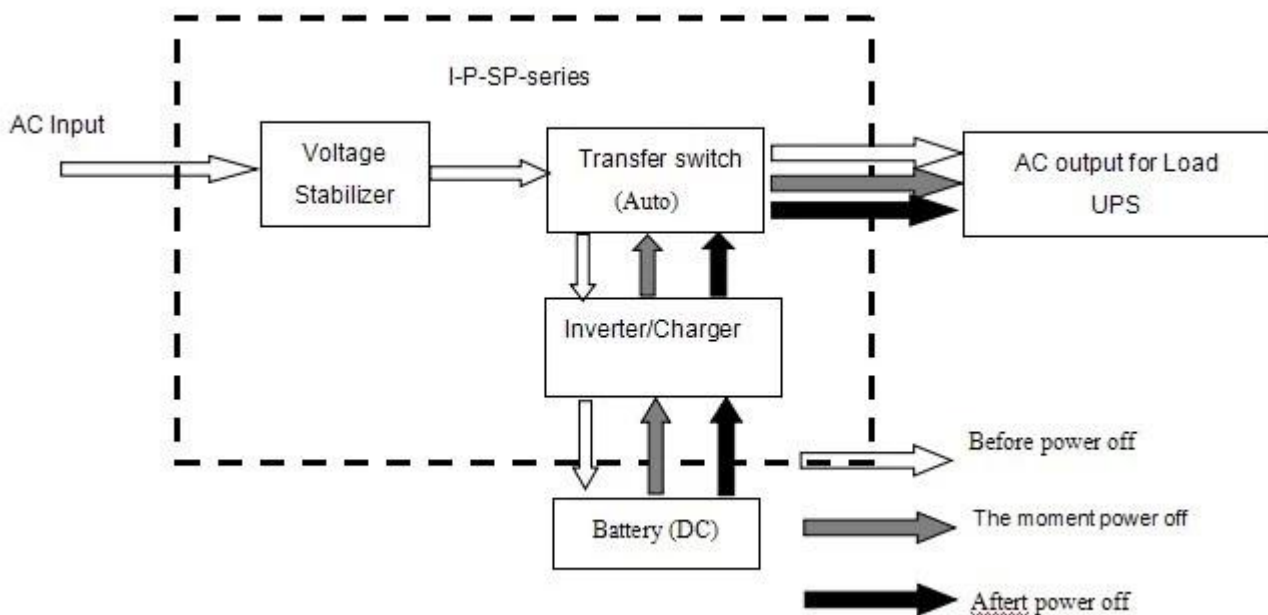 I-P-SP-series
AC Input
Voltage
Stabilizer
Transfer switch
(Auto)
AC output for Load
UPS
Inverter/Charger
Battery (DC)
Before power off
The moment power off
Aftert power off